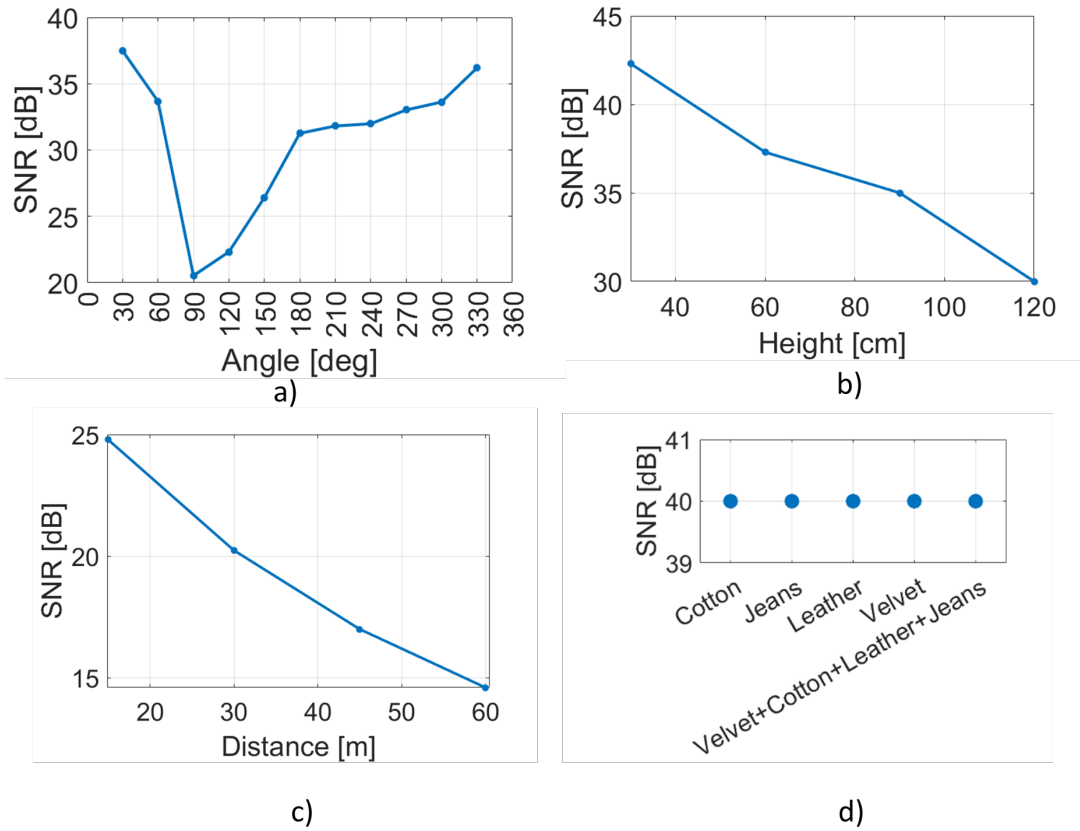 40
35
30
25
20
SNR [dB]
0
30
60
90
120
150
180
210
240
270
300
330
360
Angle [deg]
a)
45
40
35
30
SNR [dB]
40
60
80
100
120
Height [cm]
b)
25
20
15
SNR [dB]
20
30
40
50
60
Distance [m]
c)
41
40
39
SNR [dB]
Cotton
Jeans
Leather
Velvet
Velvet+Cotton+Leather+Jeans
d)